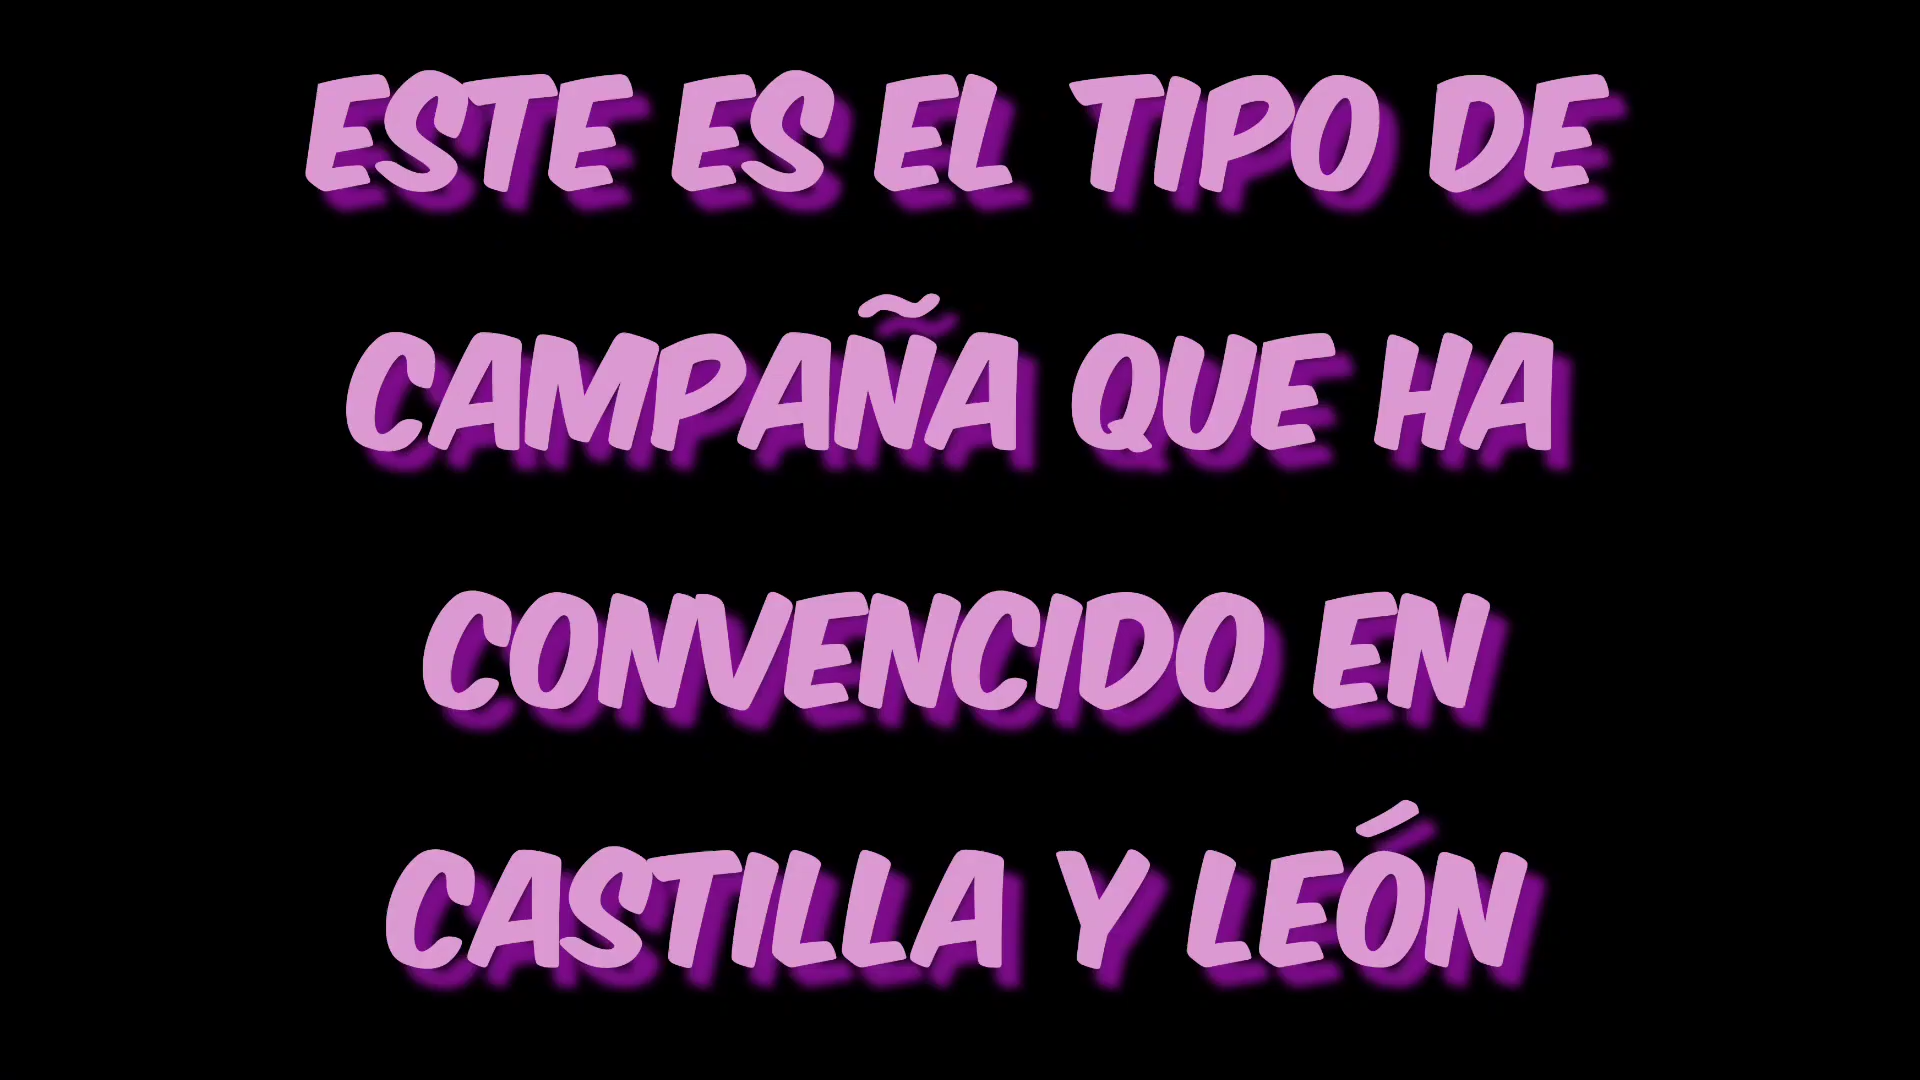 ESTE ES EL TIPO DE
CAMPAÑA QUE HA
CONVENCIDO EN
CASTILLA Y LEÓN